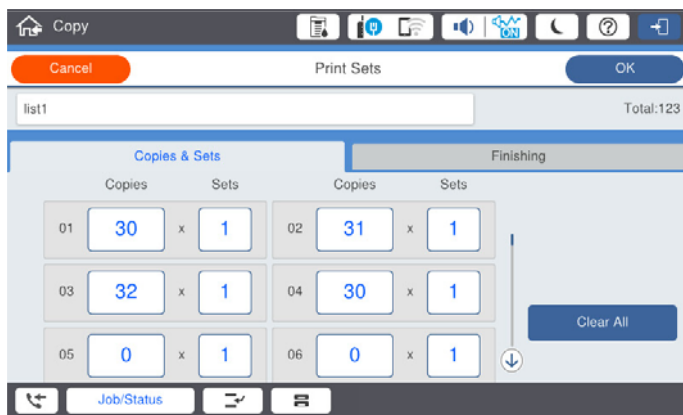 Copy ON ?
Cancel Print Sets OK
list1 Total:123
Copies & Sets Finishing
Copies Sets Copies Sets
01 30 x 1 02 31 x 1
03 32 x 1 04 30 x 1
Clear All
05 0 x 1 06 0 x 1
Job/Status